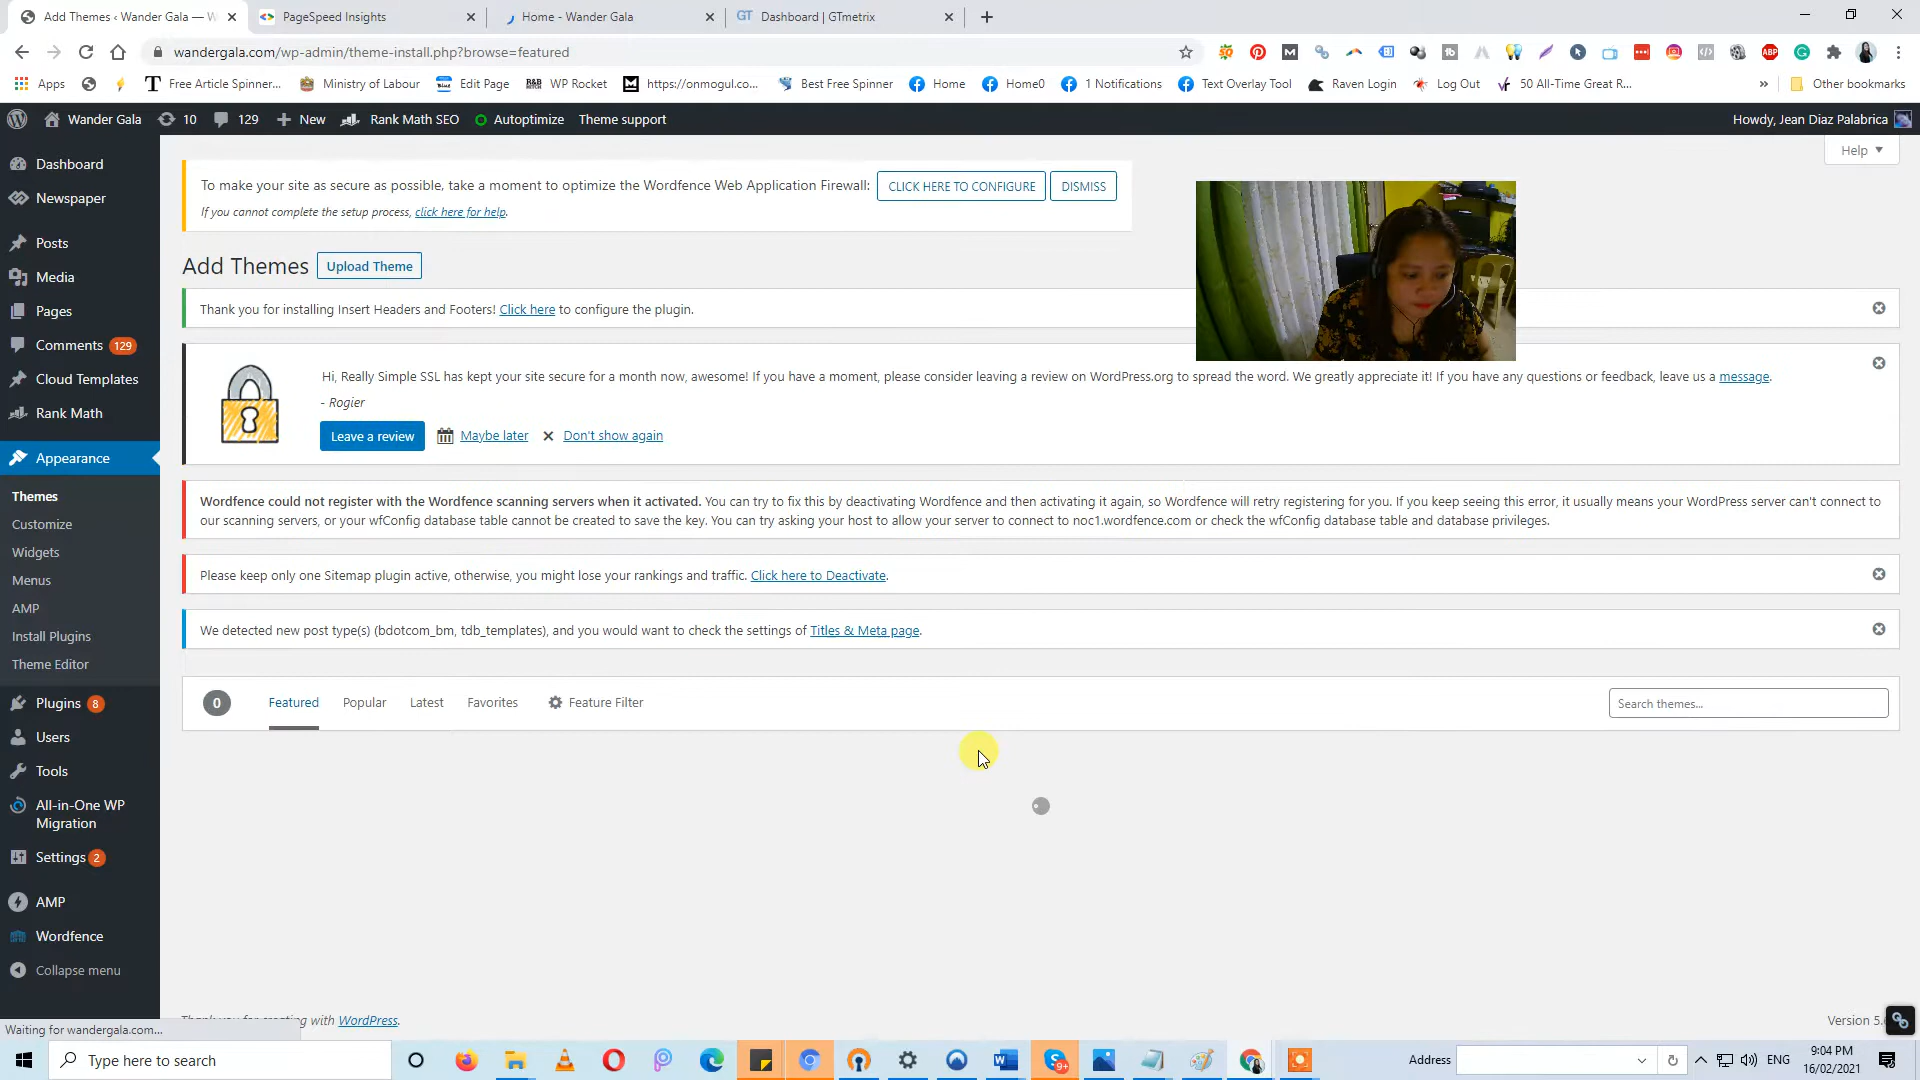 Add Themes ‹ Wander Gala — W
PageSpeed Insights
Home - Wander Gala
GT Dashboard | GTmetrix
wandergala.com/wp-admin/theme-install.php?browse=featured
Apps
Free Article Spinner...
Ministry of Labour
Edit Page
WP Rocket
https://onmogul.co...
Best Free Spinner
Home
Home0
1 Notifications
Text Overlay Tool
Raven Login
Log Out
50 All-Time Great R...
Other bookmarks
Wander Gala
10
129
New
Rank Math SEO
Autoptimize
Theme support
Howdy, Jean Diaz Palabrica
Dashboard
Newspaper
Posts
Media
Pages
Comments 129
Cloud Templates
Rank Math
Appearance
Themes
Customize
Widgets
Menus
AMP
Install Plugins
Theme Editor
Plugins 8
Users
Tools
All-in-One WP
Migration
Settings 2
AMP
Wordfence
Collapse menu
Help
To make your site as secure as possible, take a moment to optimize the Wordfence Web Application Firewall: CLICK HERE TO CONFIGURE DISMISS
If you cannot complete the setup process, click here for help.
Add Themes Upload Theme
Thank you for installing Insert Headers and Footers! Click here to configure the plugin.
Hi, Really Simple SSL has kept your site secure for a month now, awesome! If you have a moment, please consider leaving a review on WordPress.org to spread the word. We greatly appreciate it! If you have any questions or feedback, leave us a message.
- Rogier
Leave a review Maybe later Don't show again
Wordfence could not register with the Wordfence scanning servers when it activated. You can try to fix this by deactivating Wordfence and then activating it again, so Wordfence will retry registering for you. If you keep seeing this error, it usually means your WordPress server can't connect to
our scanning servers, or your wfConfig database table cannot be created to save the key. You can try asking your host to allow your server to connect to noc1.wordfence.com or check the wfConfig database table and database privileges.
Please keep only one Sitemap plugin active, otherwise, you might lose your rankings and traffic. Click here to Deactivate.
We detected new post type(s) (bdotcom_bm, tdb_templates), and you would want to check the settings of Titles & Meta page.
0 Featured Popular Latest Favorites Feature Filter Search themes...
Thank you for creating with WordPress.
Version 5.
Waiting for wandergala.com...
Type here to search
Address
ENG
9:04 PM
16/02/2021